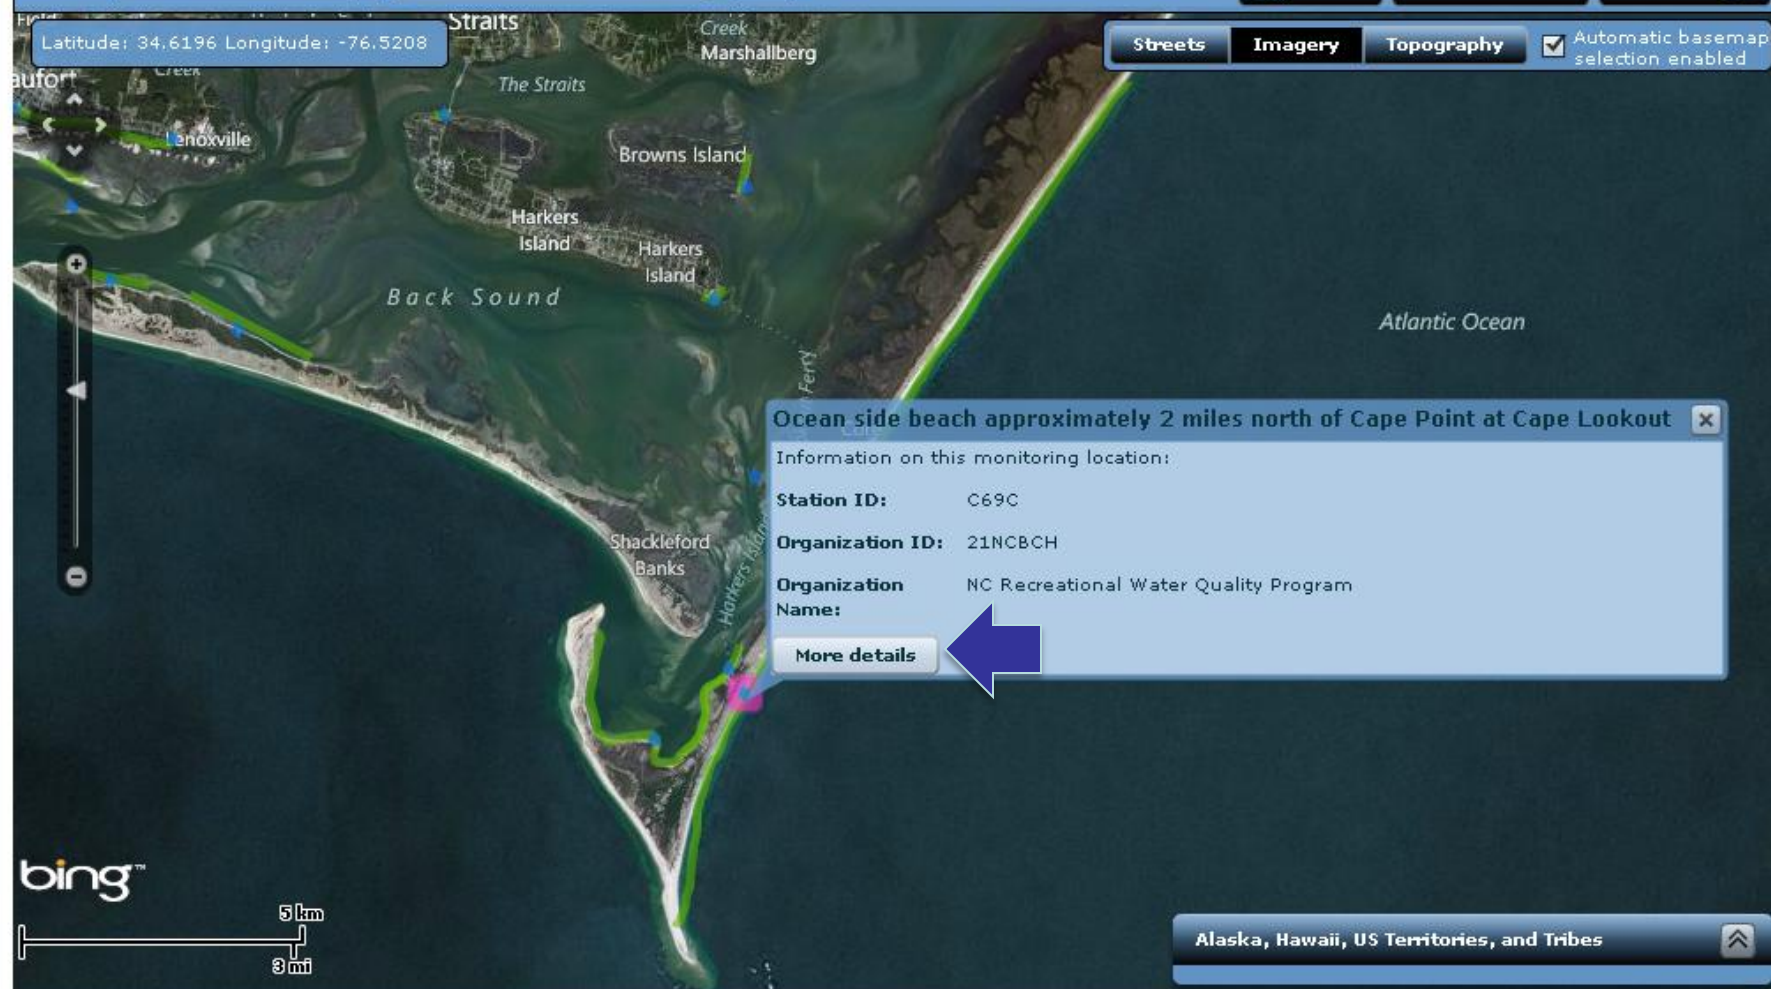 Straits
Creek
Marshallberg
Latitude: 34.6196 Longitude: -76.5208
Streets
Imagery
Topography
Automatic basemap
selection enabled
aufort
Creek
The Straits
Lenoxville
Browns Island
Harkers
Island
Harkers
Island
Back Sound
Atlantic Ocean
Ferry
Ocean side beach approximately 2 miles north of Cape Point at Cape Lookout
Information on this monitoring location:
Station ID: C69C
Organization ID: 21NCBCH
Organization
Name:
NC Recreational Water Quality Program
More details
Shackleford
Banks
Harkers Island
bing™
5 km
3 mi
Alaska, Hawaii, US Territories, and Tribes